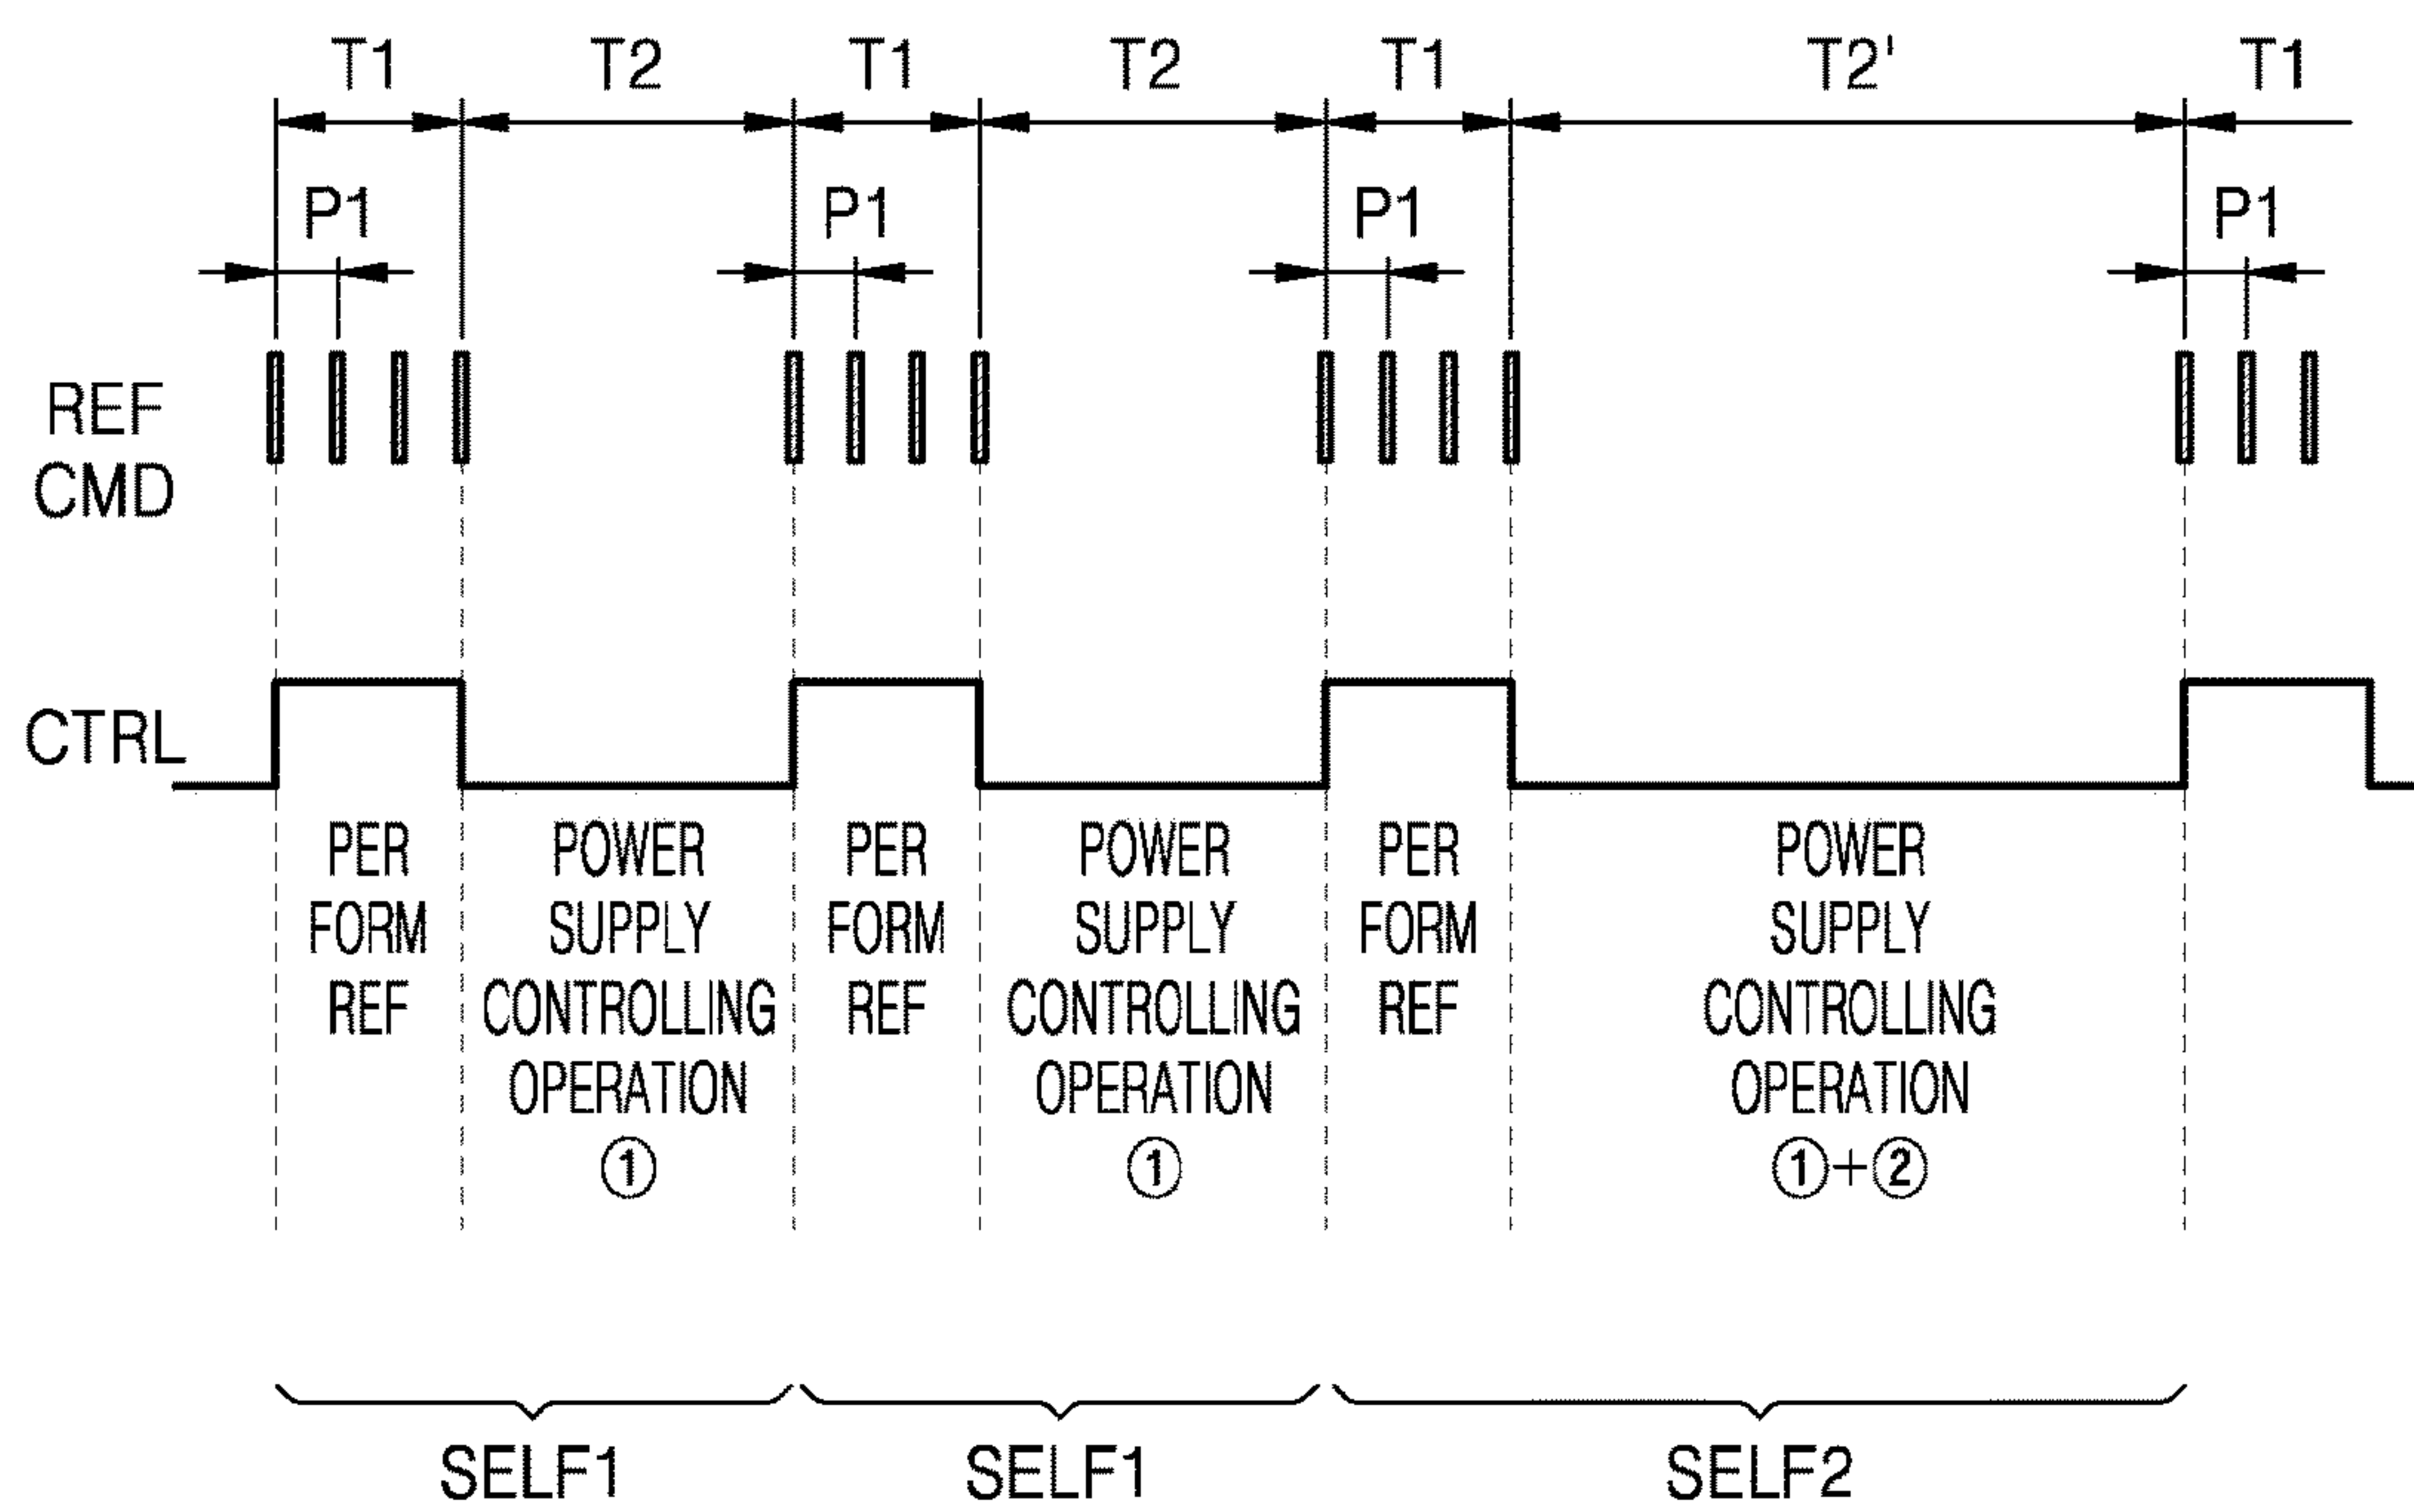 T1 T2 T1 T2 T1 T2' T1
P1 P1 P1 P1
REF
CMD
CTRL
PER
FORM
REF
POWER
SUPPLY
CONTROLLING
OPERATION
①
PER
FORM
REF
POWER
SUPPLY
CONTROLLING
OPERATION
①
PER
FORM
REF
POWER
SUPPLY
CONTROLLING
OPERATION
①+②
SELF1 SELF1 SELF2